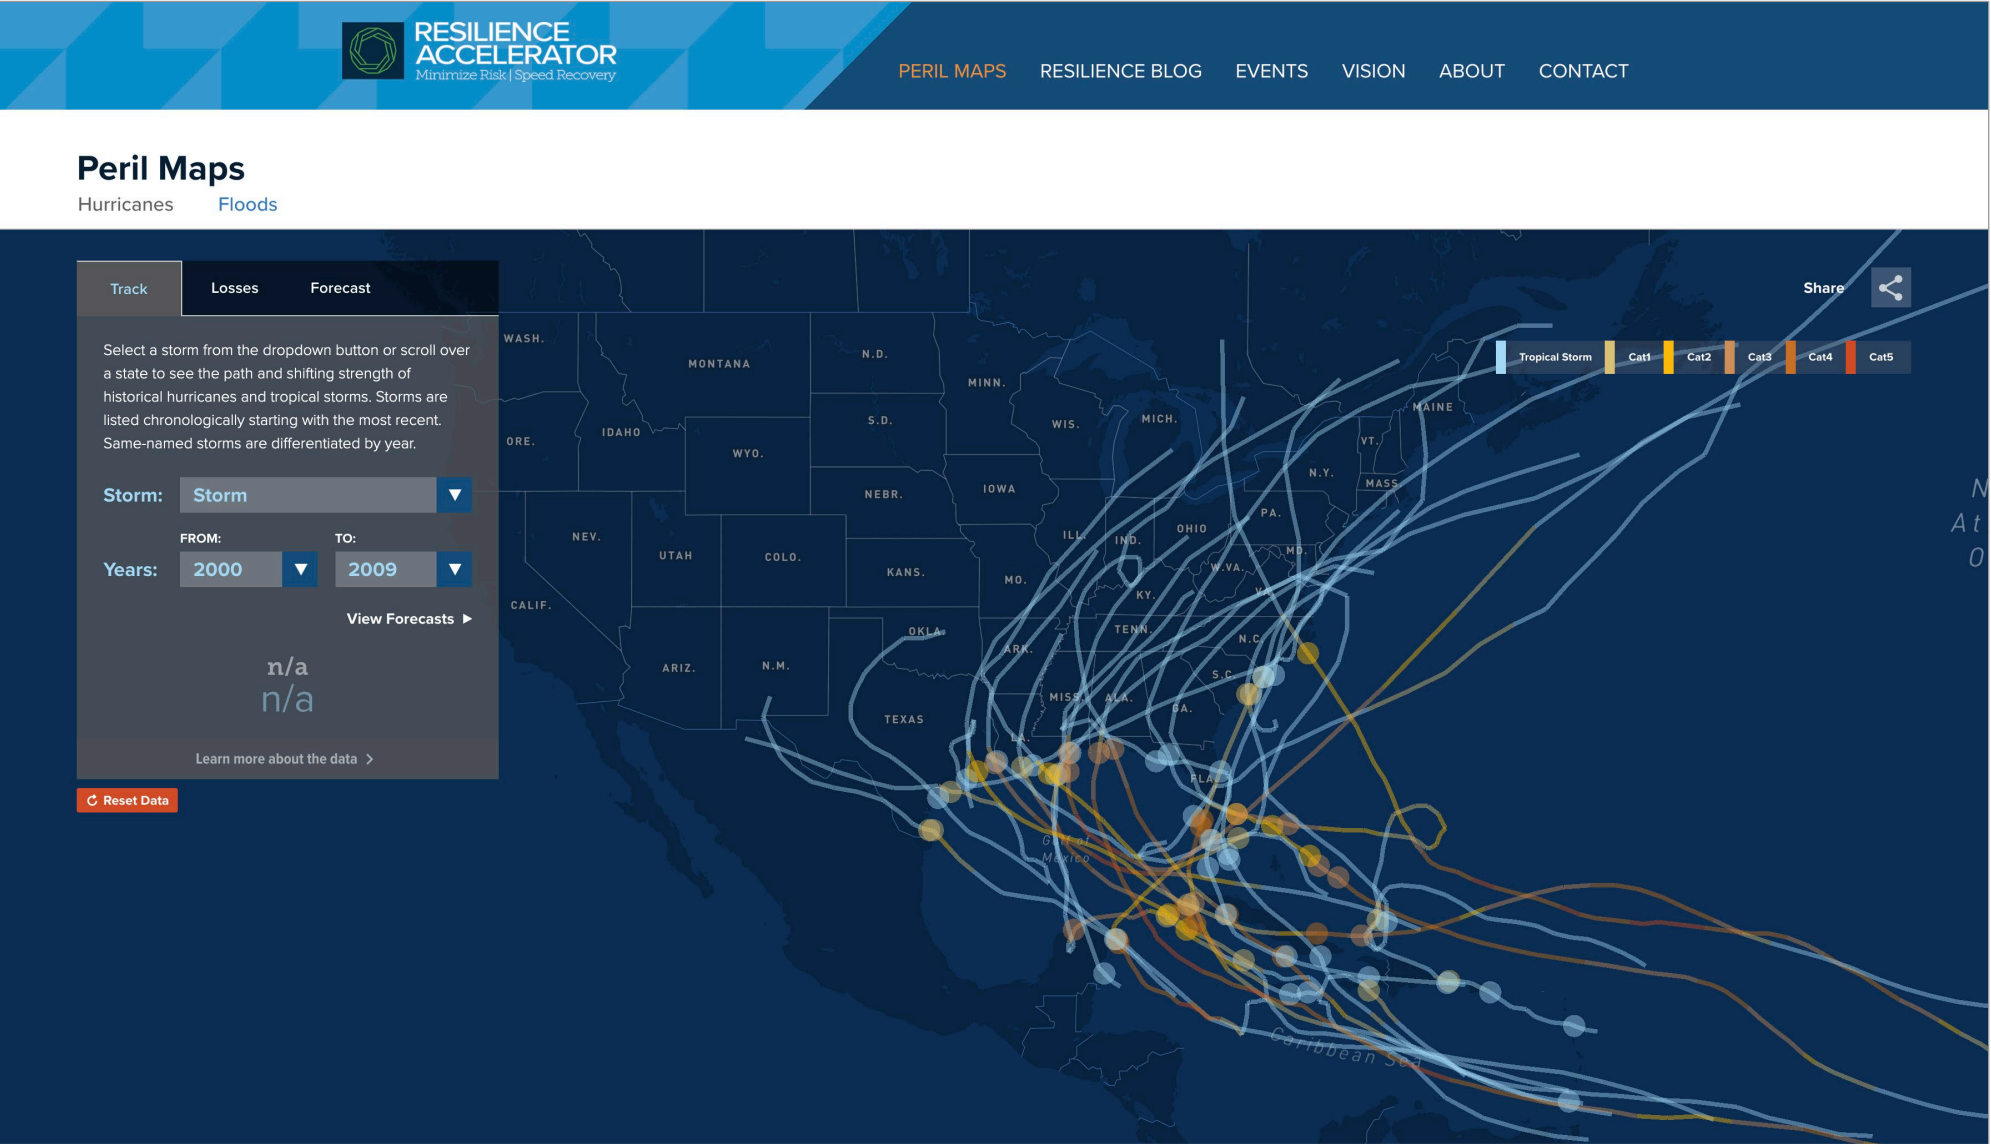 RESILIENCE
ACCELERATOR
Minimize Risk | Speed Recovery
PERIL MAPS
RESILIENCE BLOG
EVENTS
VISION
ABOUT
CONTACT
Peril Maps
Hurricanes
Floods
Track
Losses
Forecast
Select a storm from the dropdown button or scroll over
a state to see the path and shifting strength of
historical hurricanes and tropical storms. Storms are
listed chronologically starting with the most recent.
Same-named storms are differentiated by year.
Storm:
Storm
FROM:
TO:
Years:
2000
2009
View Forecasts
n/a
n/a
Learn more about the data
Reset Data
Share
Tropical Storm
Cat1
Cat2
Cat3
Cat4
Cat5
WASH.
MONTANA
N.D.
MINN.
ORE.
IDAHO
WYO.
S.D.
WIS.
MICH.
MAINE
VT.
N.Y.
MASS.
NEBR.
IOWA
PA.
NEV.
UTAH
COLO.
KANS.
MO.
ILL.
IND.
OHIO
MD.
W.VA.
VA.
KY.
CALIF.
OKLA.
ARK.
TENN.
N.C.
ARIZ.
N.M.
S.C.
MISS.
ALA.
GA.
TEXAS
LA.
FLA.
Gulf of
Mexico
Caribbean Sea
N
At
O